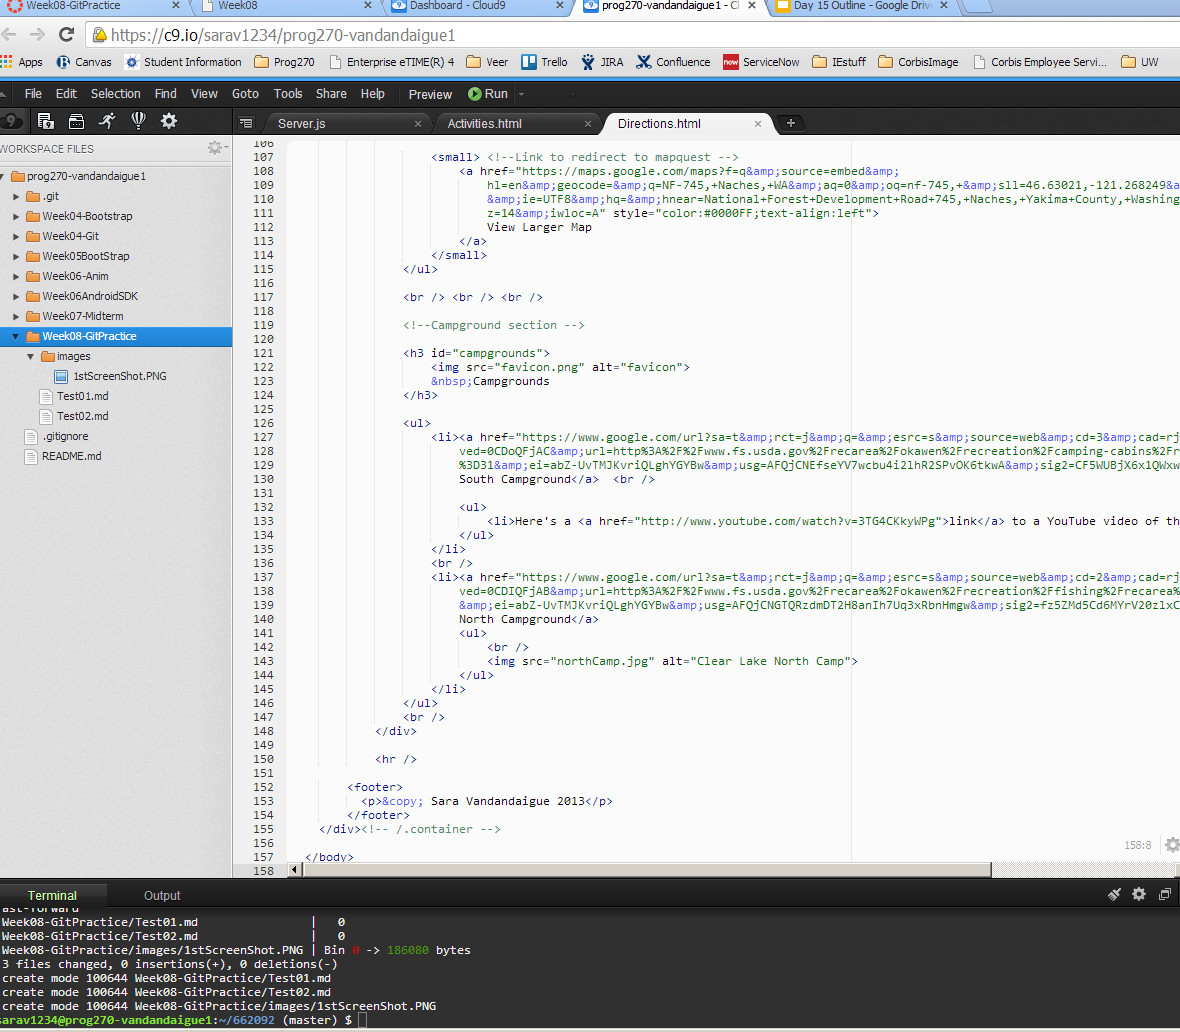 Week08-GitPractice
Week08
Dashboard - Cloud9
prog270-vandandaigue1 - Cl
Day 15 Outline - Google Driv
https://c9.io/sarav1234/prog270-vandandaigue1
Apps
Canvas
Student Information
Prog270
Enterprise eTIME(R) 4
Veer
Trello
JIRA
Confluence
new
ServiceNow
IEstuff
CorbisImage
Corbis Employee Servi...
UW
File Edit Selection Find View Goto Tools Share Help Preview Run
Server.js
Activities.html
Directions.html
WORKSPACE FILES
prog270-vandandaigue1
.git
Week04-Bootstrap
Week04-Git
Week05BootStrap
Week06-Anim
Week06AndroidSDK
Week07-Midterm
Week08-GitPractice
images
1stScreenShot.PNG
Test01.md
Test02.md
.gitignore
README.md
106
107 <small> <!--Link to redirect to mapquest -->
108 <a href="https://maps.google.com/maps?f=q&amp;source=embed&amp;
109 hl=en&amp;geocode=&amp;q=NF-745,+Naches,+WA&amp;aq=0&amp;oq=nf-745,+&amp;sll=46.63021,-121.268249&a
110 &amp;ie=UTF8&amp;hq=&amp;hnear=National+Forest+Development+Road+745,+Naches,+Yakima+County,+Washing
111 z=14&amp;iwloc=A" style="color:#0000FF;text-align:left">
112 View Larger Map
113 </a>
114 </small>
115 </ul>
116
117 <br /> <br /> <br />
118
119 <!--Campground section -->
120
121 <h3 id="campgrounds">
122 <img src="favicon.png" alt="favicon">
123 &nbsp;Campgrounds
124 </h3>
125
126 <ul>
127 <li><a href="https://www.google.com/url?sa=t&amp;rct=j&amp;q=&amp;esrc=s&amp;source=web&amp;cd=3&amp;cad=rj
128 ved=0CDoQFjAC&amp;url=http%3A%2F%2Fwww.fs.usda.gov%2Frecarea%2Fokawen%2Frecreation%2Fcamping-cabins%2Fr
129 %3D31&amp;ei=abZ-UvTMJKvriQLghYGYBw&amp;usg=AFQjCNEfseYV7wcbu4i2lhR2SPvOK6tkwA&amp;sig2=CF5WUBjX6x1QWxw
130 South Campground</a> <br />
131
132 <ul>
133 <li>Here's a <a href="http://www.youtube.com/watch?v=3TG4CKkyWPg">link</a> to a YouTube video of th
134 </ul>
135 </li>
136 <br />
137 <li><a href="https://www.google.com/url?sa=t&amp;rct=j&amp;q=&amp;esrc=s&amp;source=web&amp;cd=2&amp;cad=rj
138 ved=0CDIQFjAB&amp;url=http%3A%2F%2Fwww.fs.usda.gov%2Frecarea%2Fokawen%2Frecreation%2Ffishing%2Frecarea%
139 &amp;ei=abZ-UvTMJKvriQLghYGYBw&amp;usg=AFQjCNGTQRzdmDT2H8anIh7Uq3xRbnHmgw&amp;sig2=fz5ZMd5Cd6MYrV20zlxC
140 North Campground</a>
141 <ul>
142 <br />
143 <img src="northCamp.jpg" alt="Clear Lake North Camp">
144 </ul>
145 </li>
146 </ul>
147 <br />
148 </div>
149
150 <hr />
151
152 <footer>
153 <p>&copy; Sara Vandandaigue 2013</p>
154 </footer>
155 </div><!-- /.container -->
156
157 </body>
158
158:8
Terminal
Output
ast-forward
Week08-GitPractice/Test01.md | 0
Week08-GitPractice/Test02.md | 0
Week08-GitPractice/images/1stScreenShot.PNG | Bin 0 -> 186080 bytes
3 files changed, 0 insertions(+), 0 deletions(-)
create mode 100644 Week08-GitPractice/Test01.md
create mode 100644 Week08-GitPractice/Test02.md
create mode 100644 Week08-GitPractice/images/1stScreenShot.PNG
sarav1234@prog270-vandandaigue1:~/662092 (master) $